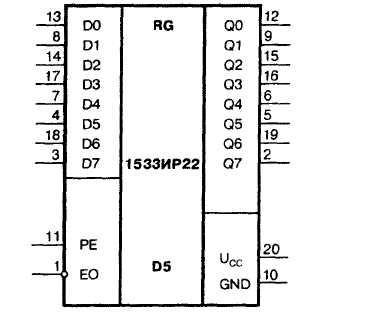 13 D0 RG Q0 12
8 D1 Q1 9
14 D2 Q2 15
17 D3 Q3 16
7 D4 Q4 6
4 D5 Q5 5
18 D6 Q6 19
3 D7 1533ИР22 Q7 2
11 PE
UCC 20
1 EO D5 GND 10